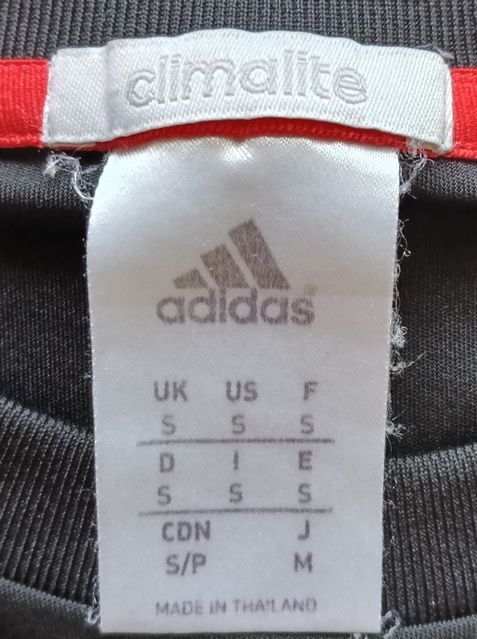 climalite
adidas®
UK US F
S S S
D I E
S S S
CDN J
S/P M
MADE IN THAILAND